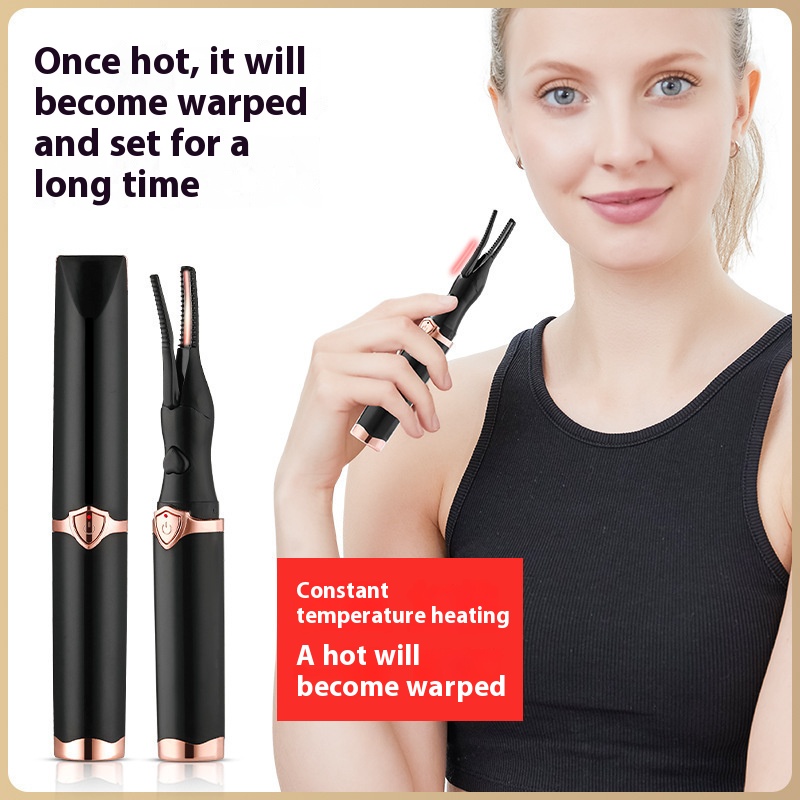 Once hot, it will
become warped
and set for a
long time
Constant
temperature heating
A hot will
become warped